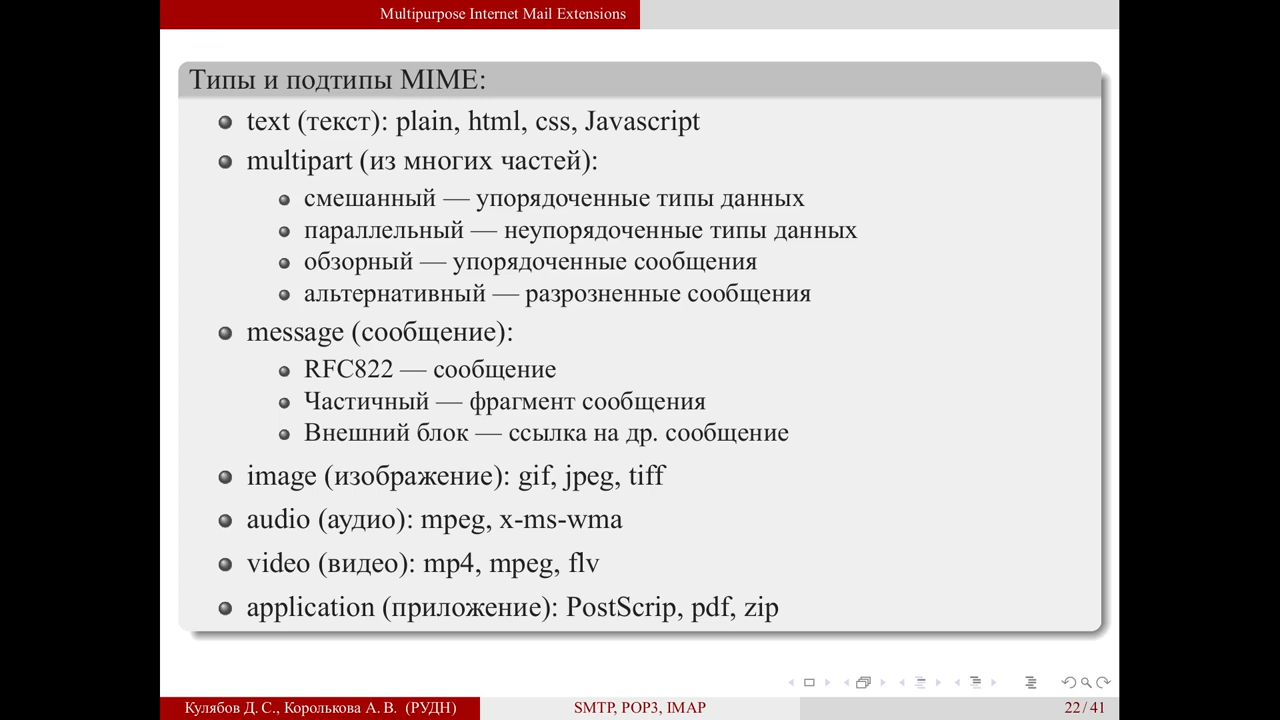 Multipurpose Internet Mail Extensions
Типы и подтипы MIME:
text (текст): plain, html, css, Javascript
multipart (из многих частей):
смешанный — упорядоченные типы данных
параллельный — неупорядоченные типы данных
обзорный — упорядоченные сообщения
альтернативный — разрозненные сообщения
message (сообщение):
RFC822 — сообщение
Частичный — фрагмент сообщения
Внешний блок — ссылка на др. сообщение
image (изображение): gif, jpeg, tiff
audio (аудио): mpeg, x-ms-wma
video (видео): mp4, mpeg, flv
application (приложение): PostScrip, pdf, zip
Кулябов Д. С., Королькова А. В. (РУДН) SMTP, POP3, IMAP 22 / 41